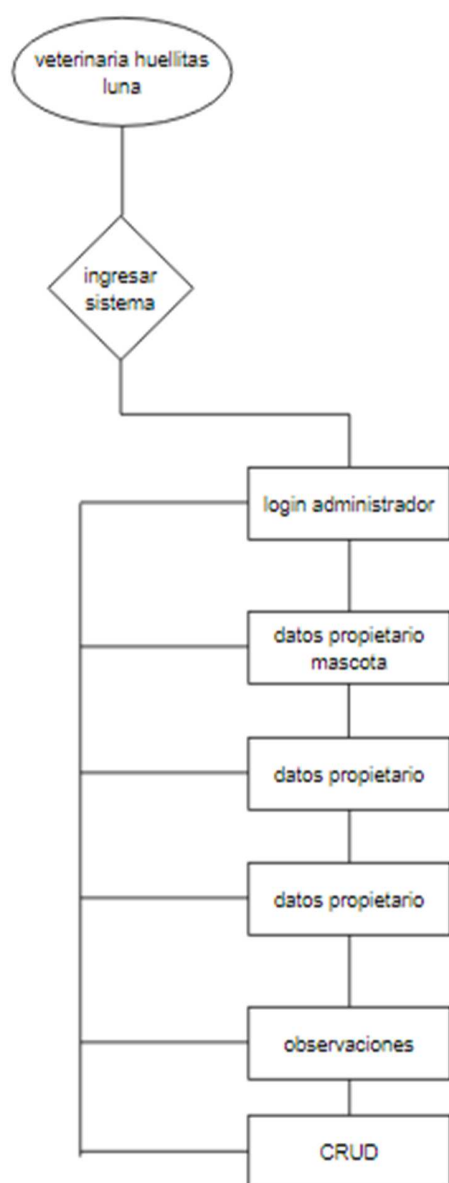 veterinaria huellitas
luna
ingresar
sistema
login administrador
datos propietario
mascota
datos propietario
datos propietario
observaciones
CRUD